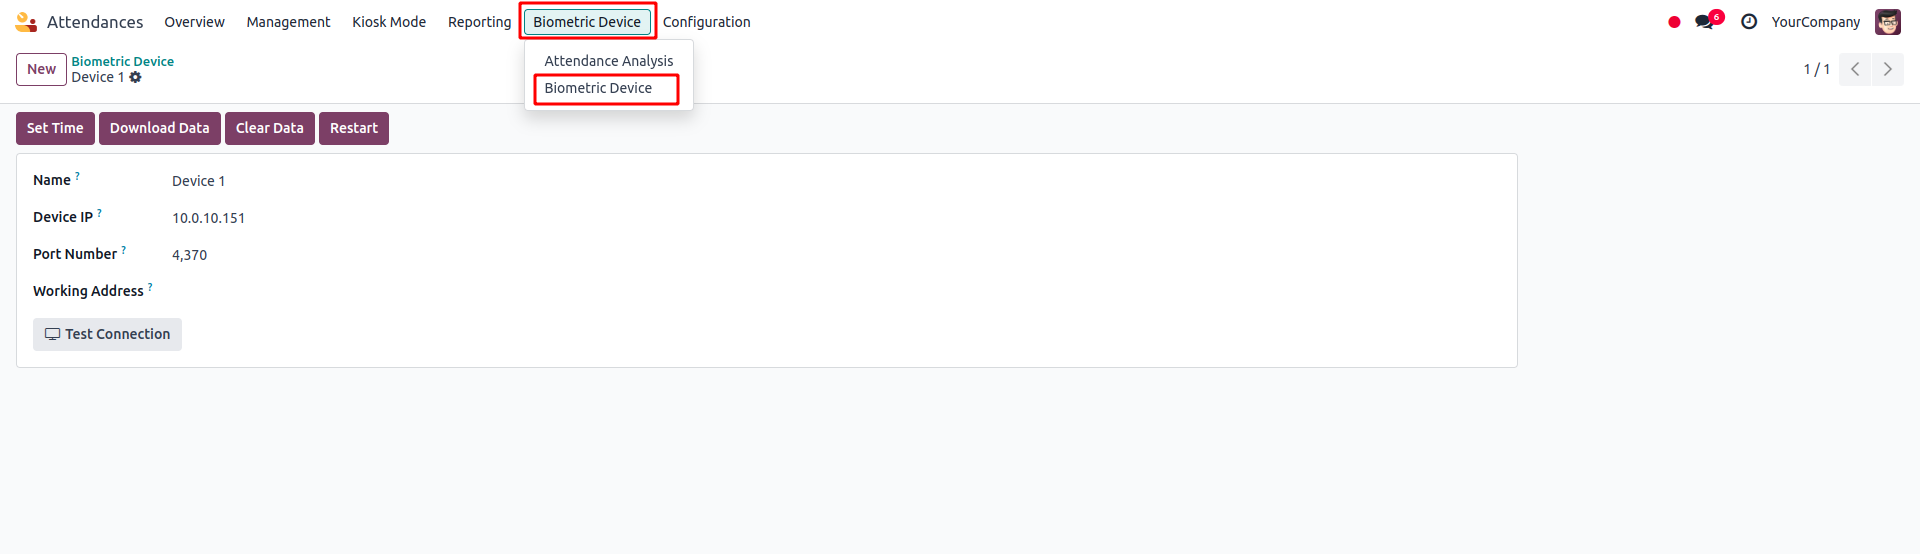 Attendances Overview Management Kiosk Mode Reporting Biometric Device Configuration 6 YourCompany
Attendance Analysis
Biometric Device
New Biometric Device
Device 1
1 / 1
Set Time Download Data Clear Data Restart
Name ? Device 1
Device IP ? 10.0.10.151
Port Number ? 4,370
Working Address ?
Test Connection